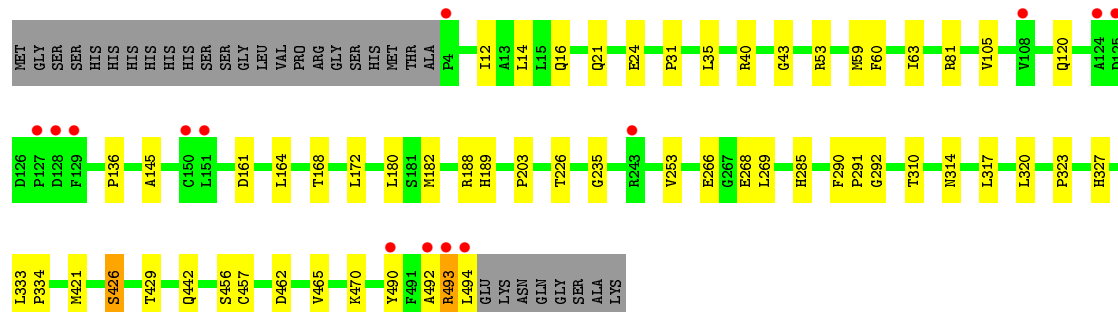 MET GLY SER SER HIS HIS HIS HIS HIS HIS SER SER GLY LEU VAL PRO ARG GLY SER HIS MET THR ALA P4 I12 A13 L14 L15 Q16 Q21 E24 P31 L35 R40 G43 R53 M59 F60 I63 R81 V105 V108 Q120 A124 D125
D126 P127 D128 F129 P136 A145 C150 L151 D161 L164 T168 L172 L180 S181 M182 R188 H189 P203 T226 G235 R243 V253 E266 G267 E268 L269 H285 F290 P291 G292 T310 N314 L317 L320 P323 H327
L333 P334 M421 S426 T429 Q442 S456 C457 D462 V465 K470 Y490 F491 A492 R493 L494 GLU LYS ASN GLN GLY SER ALA LYS